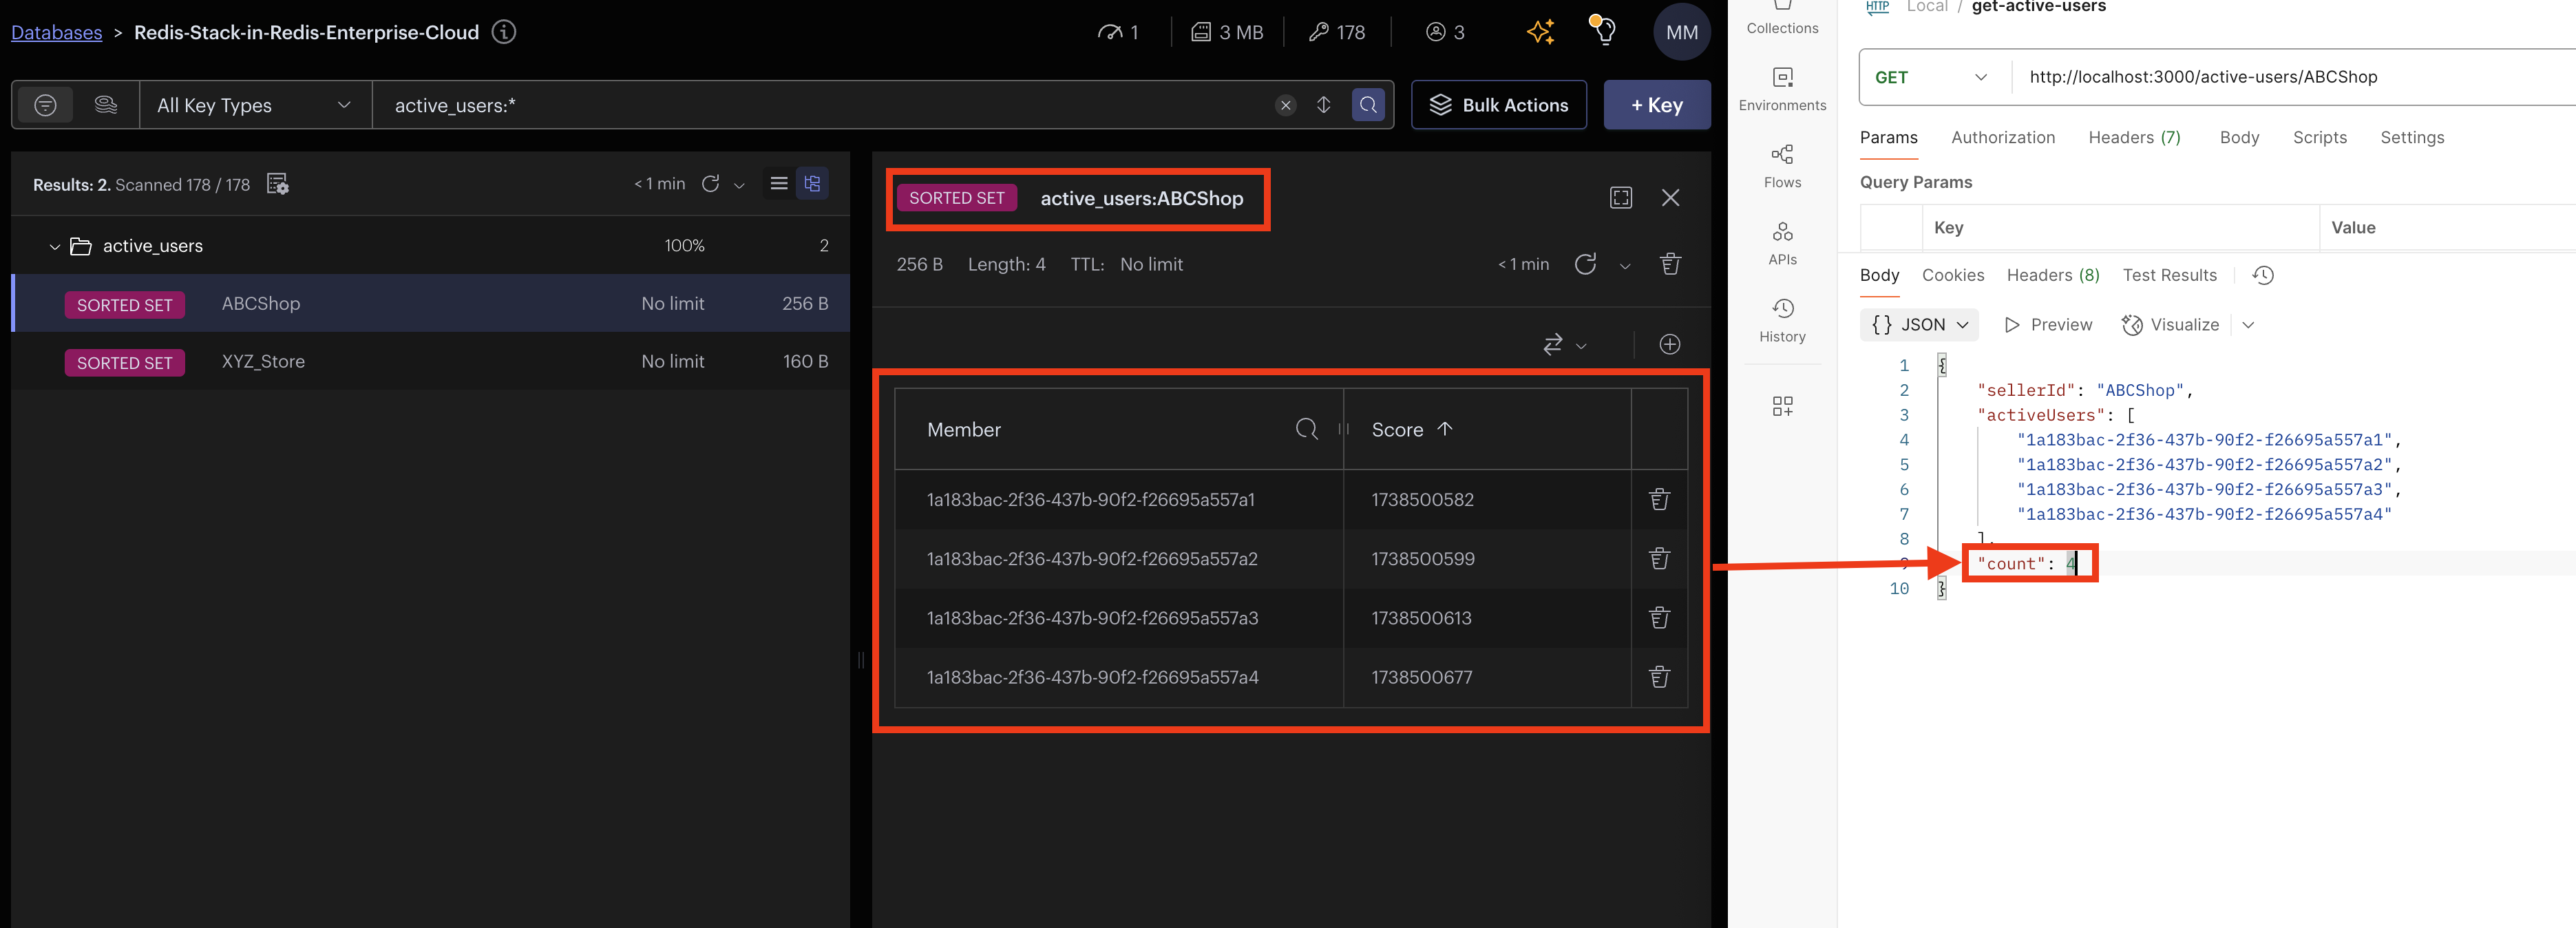 Databases > Redis-Stack-in-Redis-Enterprise-Cloud
1 3 MB 178 3 MM
All Key Types active_users:* Bulk Actions + Key
Results: 2. Scanned 178 / 178 < 1 min
active_users 100% 2
SORTED SET ABCShop No limit 256 B
SORTED SET XYZ_Store No limit 160 B
SORTED SET active_users:ABCShop
256 B Length: 4 TTL: No limit < 1 min
Member Score
1a183bac-2f36-437b-90f2-f26695a557a1 1738500582
1a183bac-2f36-437b-90f2-f26695a557a2 1738500599
1a183bac-2f36-437b-90f2-f26695a557a3 1738500613
1a183bac-2f36-437b-90f2-f26695a557a4 1738500677
Collections
Environments
Flows
APIs
History
HTTP Local / get-active-users
GET http://localhost:3000/active-users/ABCShop
Params Authorization Headers (7) Body Scripts Settings
Query Params
Key Value
Body Cookies Headers (8) Test Results
{} JSON Preview Visualize
1 {
2 "sellerId": "ABCShop",
3 "activeUsers": [
4 "1a183bac-2f36-437b-90f2-f26695a557a1",
5 "1a183bac-2f36-437b-90f2-f26695a557a2",
6 "1a183bac-2f36-437b-90f2-f26695a557a3",
7 "1a183bac-2f36-437b-90f2-f26695a557a4"
8 ],
9 "count": 4
10 }